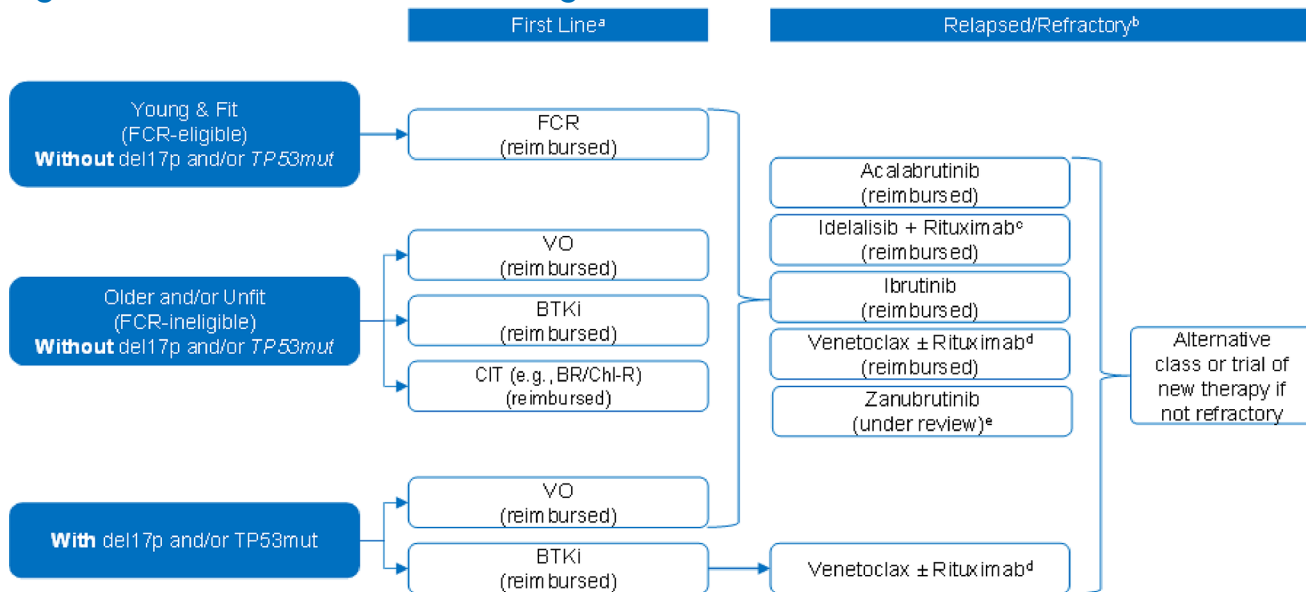 First Lineª
Relapsed/Refractoryᵇ
Young & Fit
(FCR-eligible)
Without del17p and/or TP53mut
FCR
(reimbursed)
Older and/or Unfit
(FCR-ineligible)
Without del17p and/or TP53mut
VO
(reimbursed)
BTKi
(reimbursed)
CIT (e.g., BR/Chl-R)
(reimbursed)
With del17p and/or TP53mut
VO
(reimbursed)
BTKi
(reimbursed)
Acalabrutinib
(reimbursed)
Idelalisib + Rituximabᶜ
(reimbursed)
Ibrutinib
(reimbursed)
Venetoclax ± Rituximabᵈ
(reimbursed)
Zanubrutinib
(under review)ᵉ
Venetoclax ± Rituximabᵈ
Alternative
class or trial of
new therapy if
not refractory